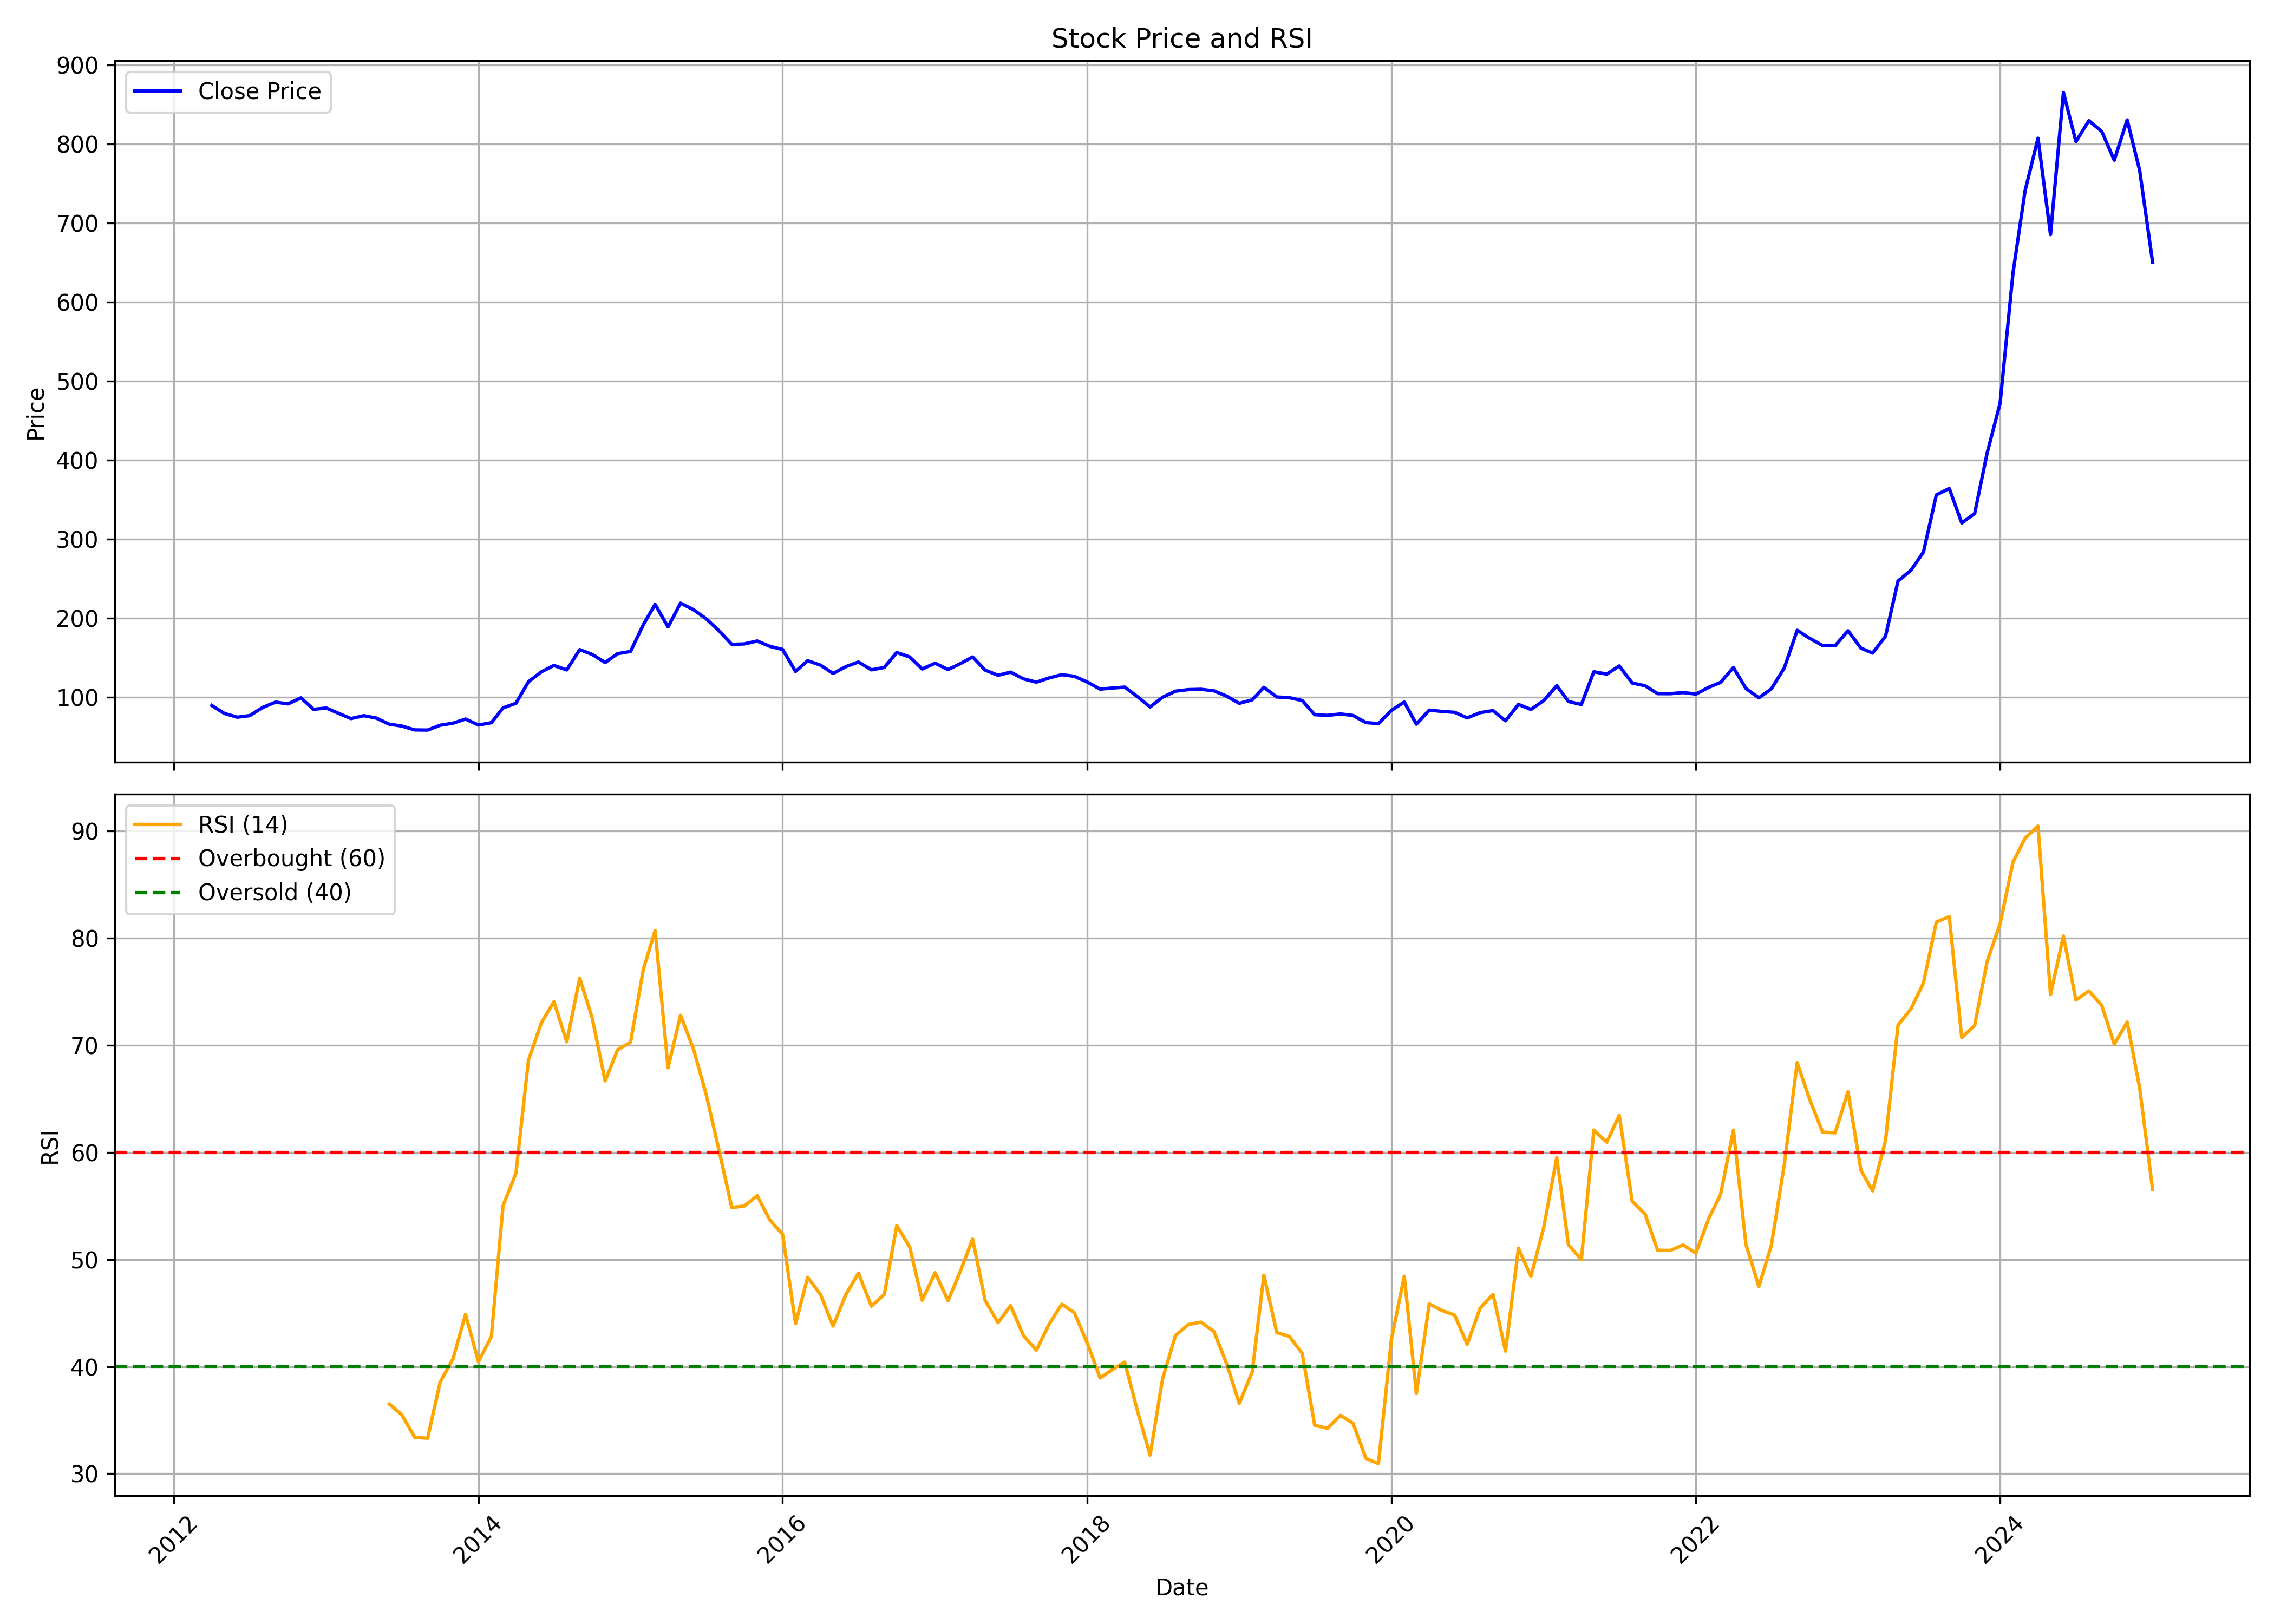 Stock Price and RSI
900
800
700
600
500
400
300
200
100
Price
Close Price
90
80
70
60
50
40
30
RSI
RSI (14)
Overbought (60)
Oversold (40)
2012
2014
2016
2018
2020
2022
2024
Date